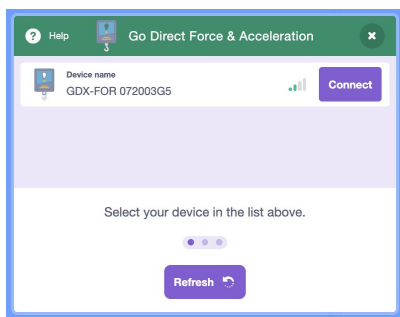 ? Help Go Direct Force & Acceleration
Device name
GDX-FOR 072003G5
Connect
Select your device in the list above.
Refresh